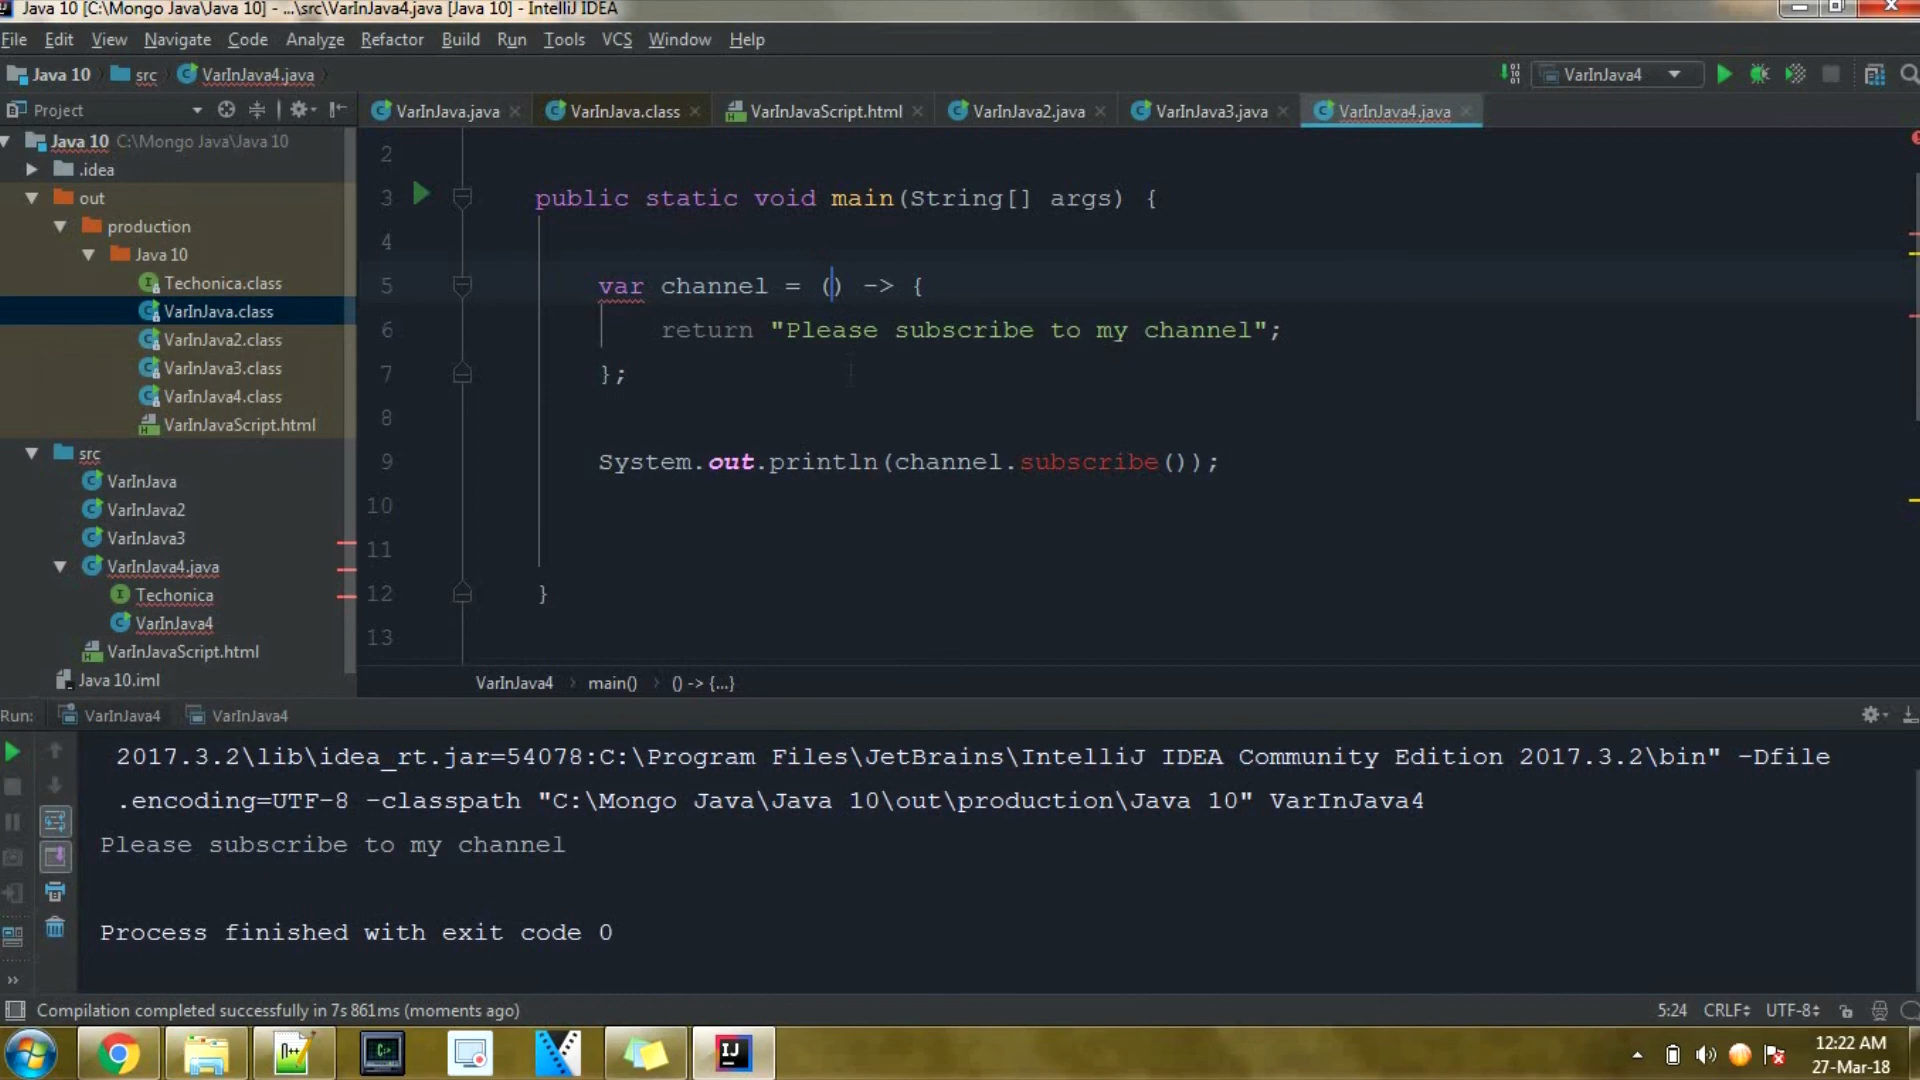 Java 10 [C:\Mongo Java\Java 10] - ...\src\VarInJava4.java [Java 10] - IntelliJ IDEA
File Edit View Navigate Code Analyze Refactor Build Run Tools VCS Window Help
Java 10 src VarInJava4.java VarInJava4
Project VarInJava.java VarInJava.class VarInJavaScript.html VarInJava2.java VarInJava3.java VarInJava4.java
Java 10 C:\Mongo Java\Java 10
.idea
out
production
Java 10
Techonica.class
VarInJava.class
VarInJava2.class
VarInJava3.class
VarInJava4.class
VarInJavaScript.html
src
VarInJava
VarInJava2
VarInJava3
VarInJava4.java
Techonica
VarInJava4
VarInJavaScript.html
Java 10.iml
2
3 public static void main(String[] args) {
4
5 var channel = () -> {
6 return "Please subscribe to my channel";
7 };
8
9 System.out.println(channel.subscribe());
10
11
12 }
13
VarInJava4 main() () -> {...}
Run: VarInJava4 VarInJava4
2017.3.2\lib\idea_rt.jar=54078:C:\Program Files\JetBrains\IntelliJ IDEA Community Edition 2017.3.2\bin" -Dfile
.encoding=UTF-8 -classpath "C:\Mongo Java\Java 10\out\production\Java 10" VarInJava4
Please subscribe to my channel
Process finished with exit code 0
Compilation completed successfully in 7s 861ms (moments ago) 5:24 CRLF UTF-8
12:22 AM
27-Mar-18